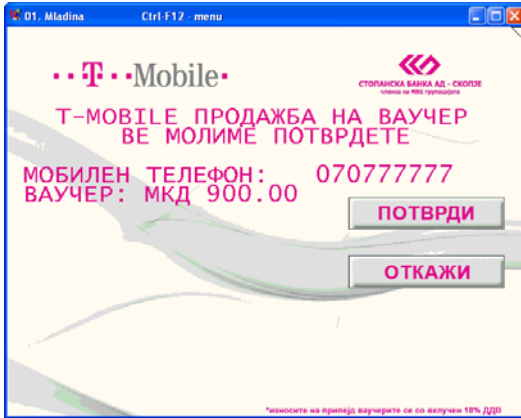 01. Mladina Ctrl-F12 - menu
··T··Mobile·
СТОПАНСКА БАНКА АД - СКОПЈЕ
членка на NBG групацијата
T-MOBILE ПРОДАЖБА НА ВАУЧЕР
ВЕ МОЛИМЕ ПОТВРДЕТЕ
МОБИЛЕН ТЕЛЕФОН: 070777777
ВАУЧЕР: МКД 900.00
ПОТВРДИ
ОТКАЖИ
*износите на припејд ваучерите се со вклучен 18% ДДВ